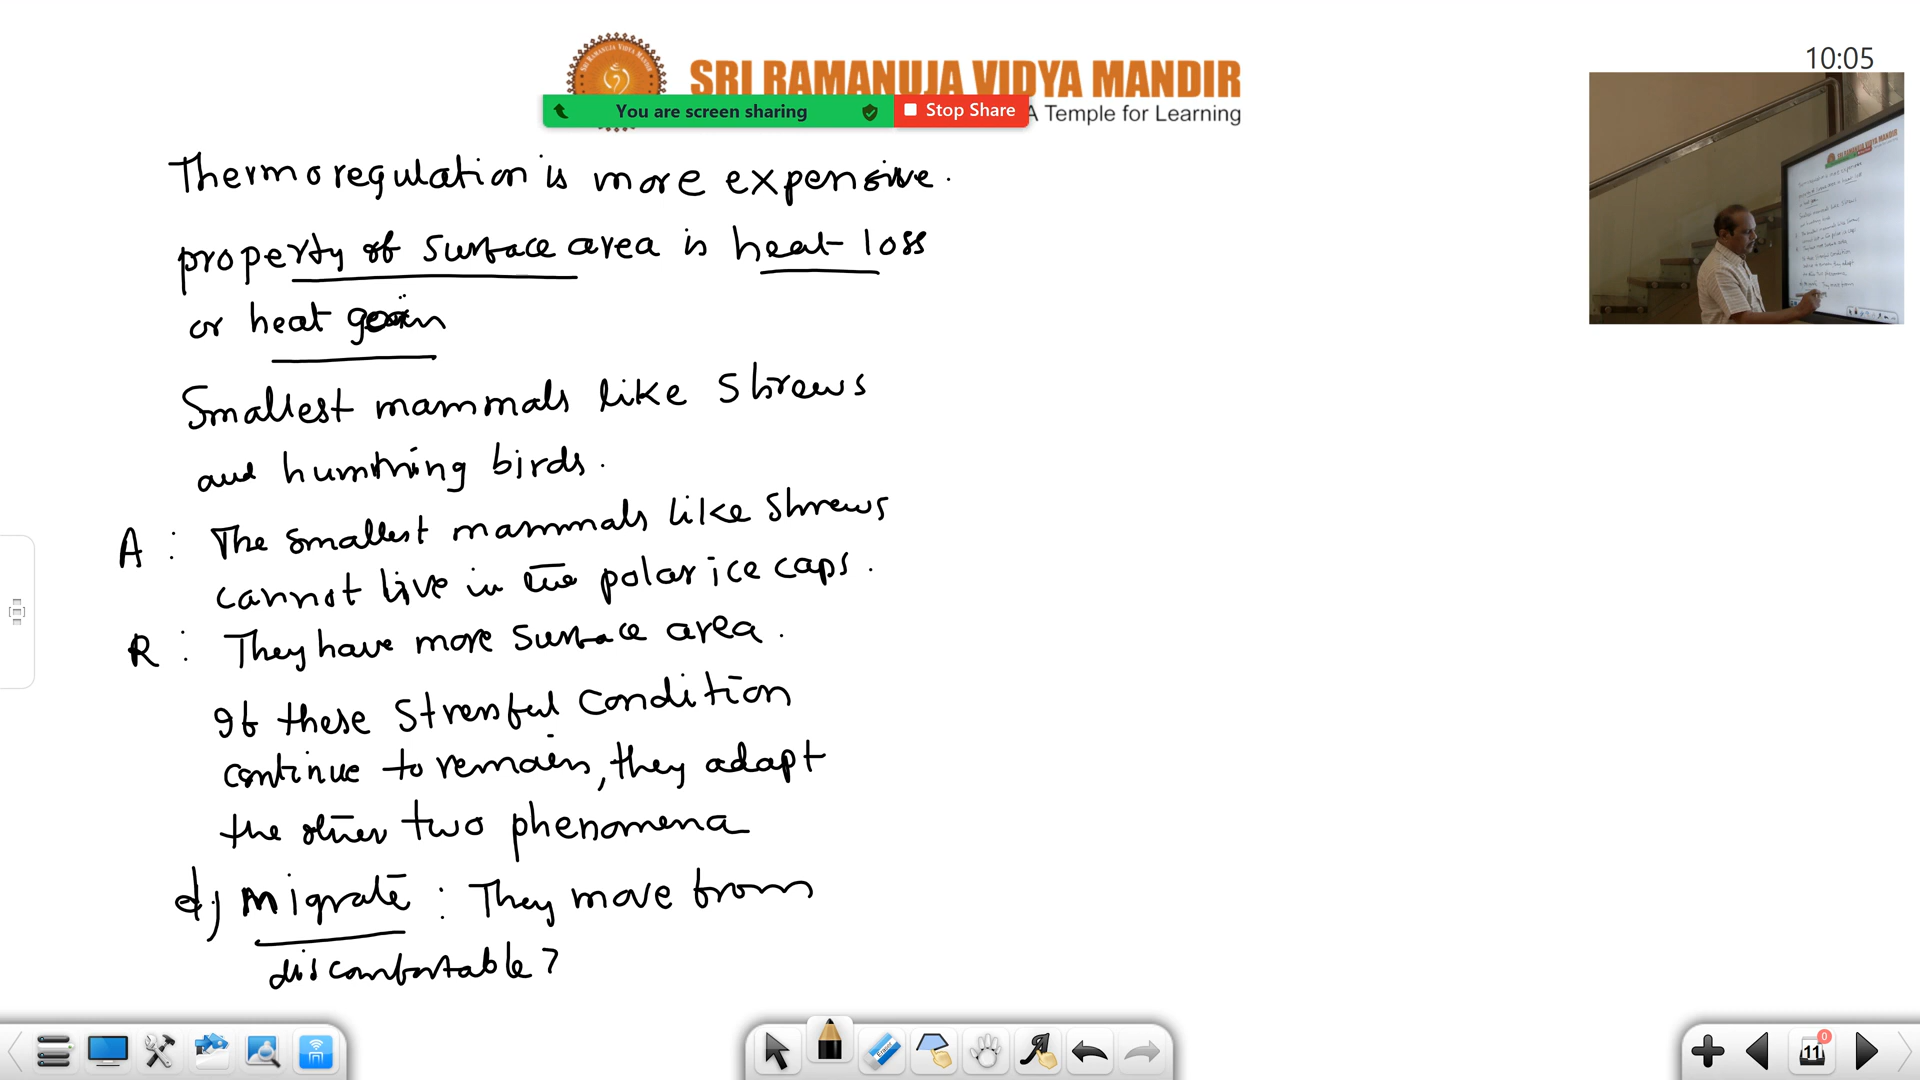 SRI RAMANUJA VIDYA MANDIR
A Temple for Learning
10:05
You are screen sharing
Stop Share
Thermoregulation is more expensive.
property of surface area is heat loss
or heat gain
Smallest mammals like Shrews
and humming birds.
A : The smallest mammals like Shrews
cannot live in the polar ice caps.
R : They have more surface area.
If these Stressful Condition
continue to remain, they adapt
the other two phenomena
d) Migrate : They move from
discomfortable ?
Eraser
11
0